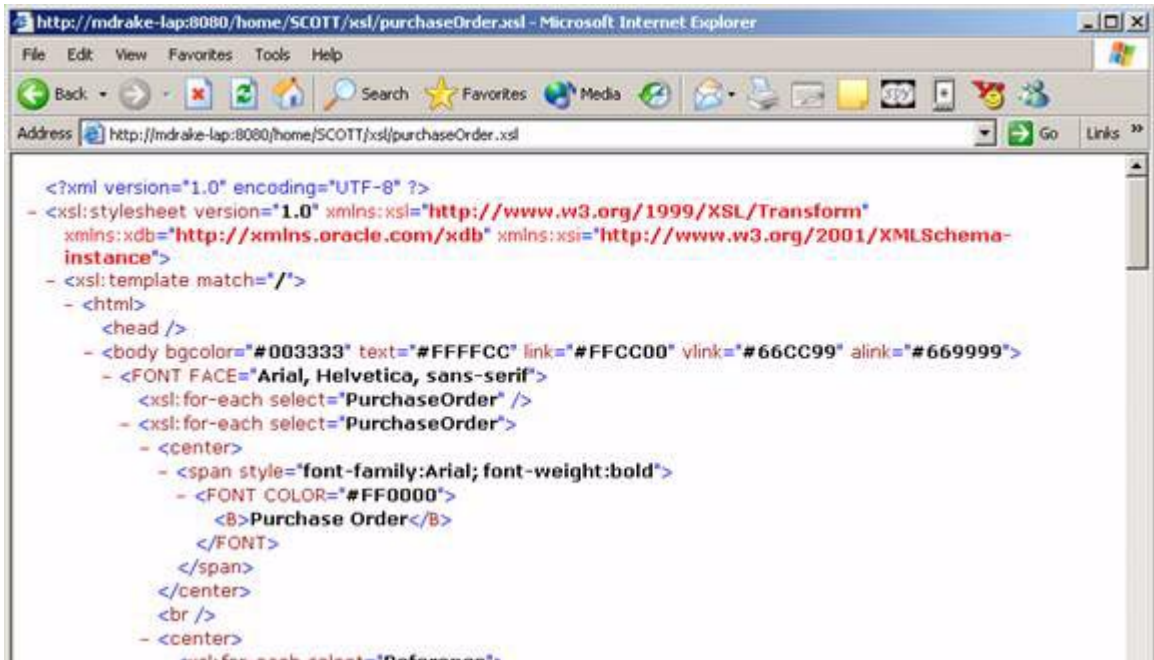 http://mdrake-lap:8080/home/SCOTT/xsl/purchaseOrder.xsl - Microsoft Internet Explorer
File Edit View Favorites Tools Help
Back Search Favorites Media SPY
Address http://mdrake-lap:8080/home/SCOTT/xsl/purchaseOrder.xsl Go Links »
<?xml version="1.0" encoding="UTF-8" ?>
- <xsl:stylesheet version="1.0" xmlns:xsl="http://www.w3.org/1999/XSL/Transform"
xmlns:xdb="http://xmlns.oracle.com/xdb" xmlns:xsi="http://www.w3.org/2001/XMLSchema-
instance">
- <xsl:template match="/">
- <html>
<head />
- <body bgcolor="#003333" text="#FFFFCC" link="#FFCC00" vlink="#66CC99" alink="#669999">
- <FONT FACE="Arial, Helvetica, sans-serif">
<xsl:for-each select="PurchaseOrder" />
- <xsl:for-each select="PurchaseOrder">
- <center>
- <span style="font-family:Arial; font-weight:bold">
- <FONT COLOR="#FF0000">
<B>Purchase Order</B>
</FONT>
</span>
</center>
<br />
- <center>
<xsl:for-each select="Reference">